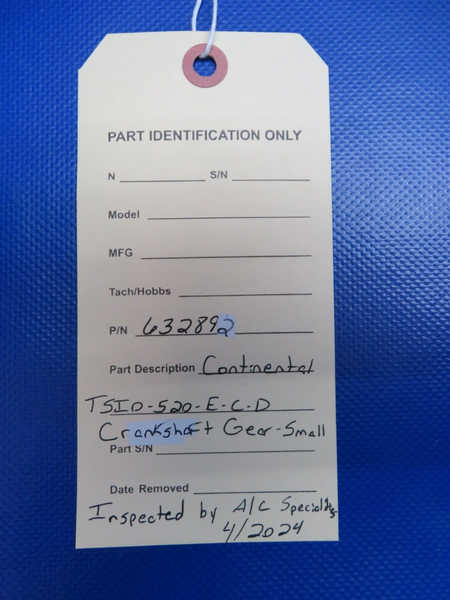 PART IDENTIFICATION ONLY
N S/N
Model
MFG
Tach/Hobbs
P/N 632892
Part Description Continental
TSIO-520-E-C-D
Crankshaft Gear-Small
Part S/N
Date Removed
Inspected by A/C Specialties
4/2024